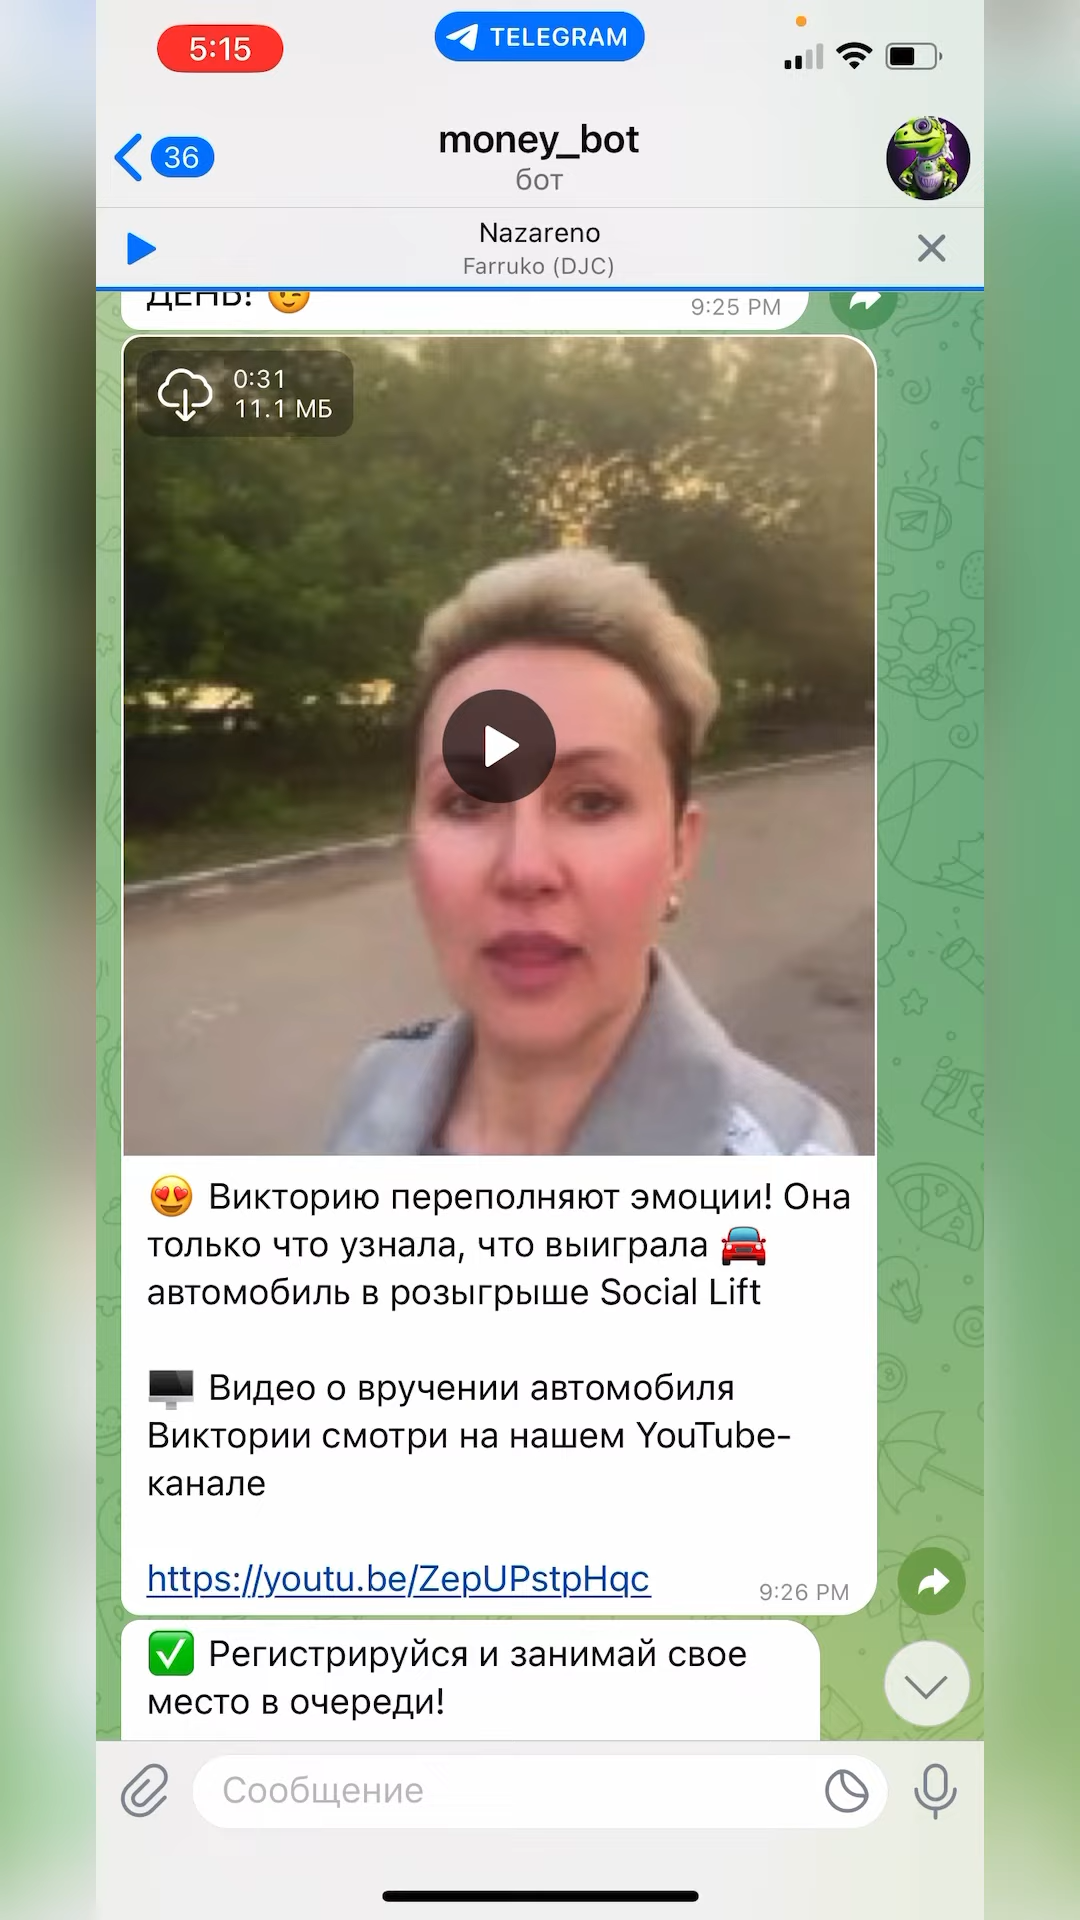 5:15
TELEGRAM
36
money_bot
бот
Nazareno
Farruko (DJC)
ДЕНЬ! 😉
9:25 PM
0:31
11.1 МБ
😍 Викторию переполняют эмоции! Она
только что узнала, что выиграла 🚘
автомобиль в розыгрыше Social Lift
🖥 Видео о вручении автомобиля
Виктории смотри на нашем YouTube-
канале
https://youtu.be/ZepUPstpHqc
9:26 PM
✅ Регистрируйся и занимай свое
место в очереди!
Сообщение